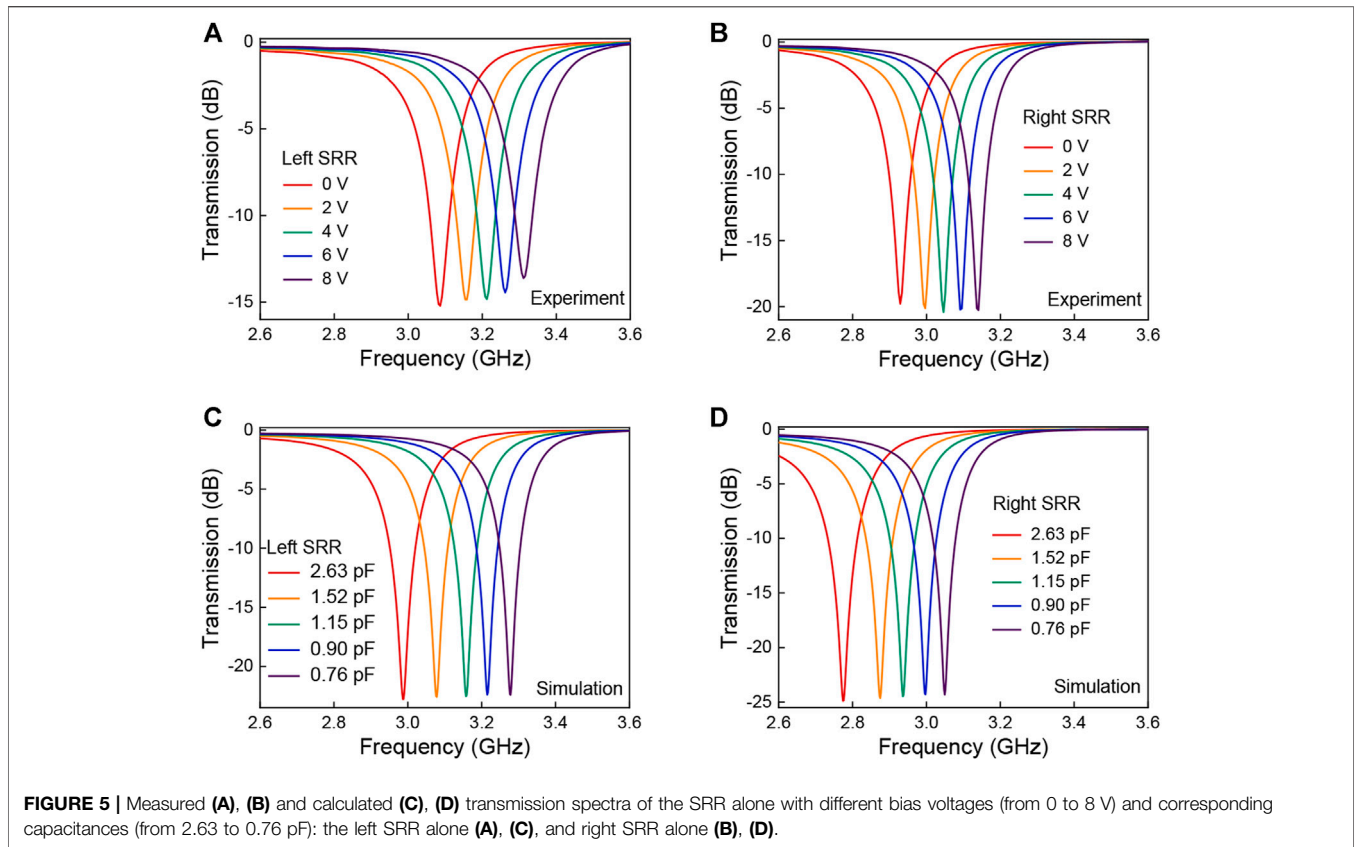 A
0
-5
-10
-15
Transmission (dB)
Left SRR
0 V
2 V
4 V
6 V
8 V
Experiment
2.6 3.0 3.2 3.4 3.6
Frequency (GHz)
B
0
-5
-10
-15
-20
Transmission (dB)
Right SRR
0 V
2 V
4 V
6 V
8 V
Experiment
2.6 2.8 3.0 3.2 3.6
Frequency (GHz)
C
0
-5
-10
-15
-20
Transmission (dB)
Left SRR
2.63 pF
1.52 pF
1.15 pF
0.90 pF
0.76 pF
Simulation
2.6 3.0 3.2 3.4 3.6
Frequency (GHz)
D
0
-5
-10
-15
-20
-25
Transmission (dB)
Right SRR
2.63 pF
1.52 pF
1.15 pF
0.90 pF
0.76 pF
Simulation
2.6 2.8 3.0 3.2 3.6
Frequency (GHz)
FIGURE 5 | Measured (A), (B) and calculated (C), (D) transmission spectra of the SRR alone with different bias voltages (from 0 to 8 V) and corresponding
capacitances (from 2.63 to 0.76 pF): the left SRR alone (A), (C), and right SRR alone (B), (D).